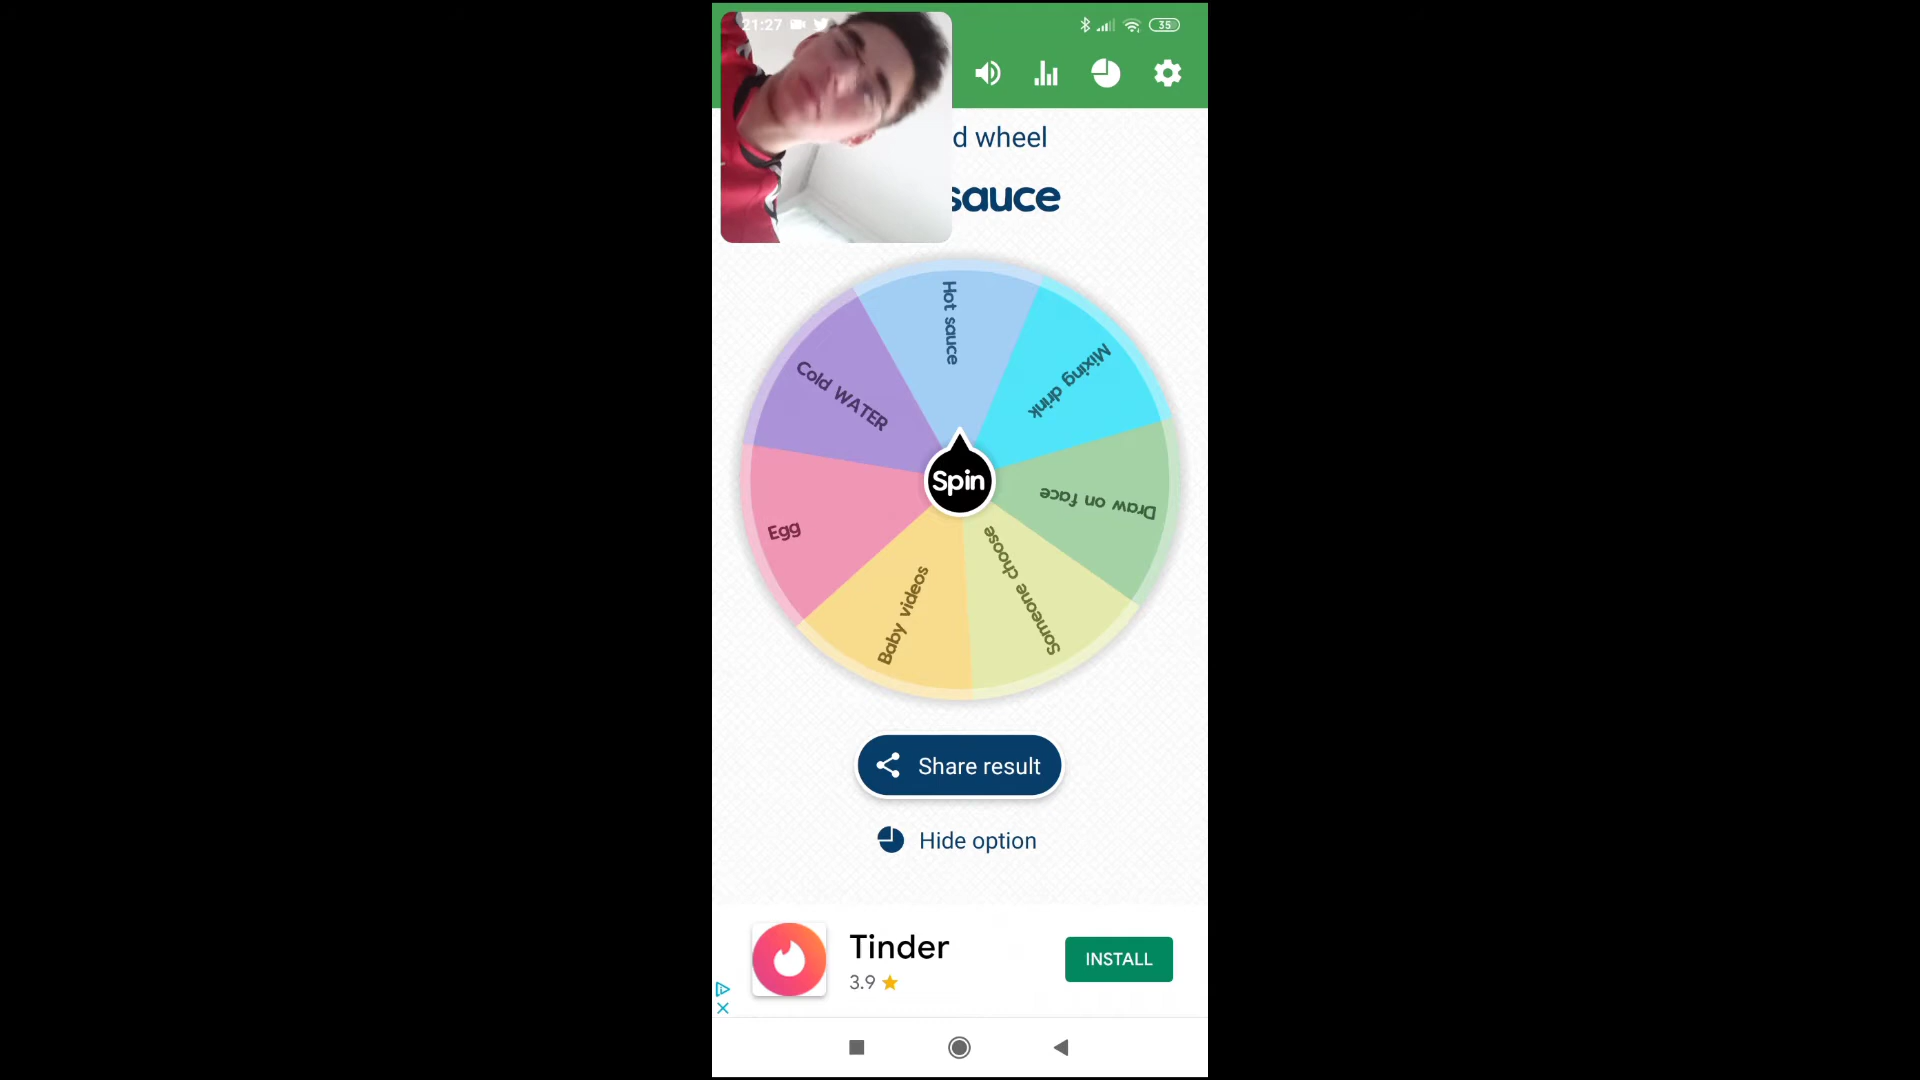 21:27
35
d wheel
sauce
Hot sauce
Mixing drink
Cold WATER
Draw on face
Spin
Egg
Someone choose
Baby videos
Share result
Hide option
Tinder
3.9
INSTALL